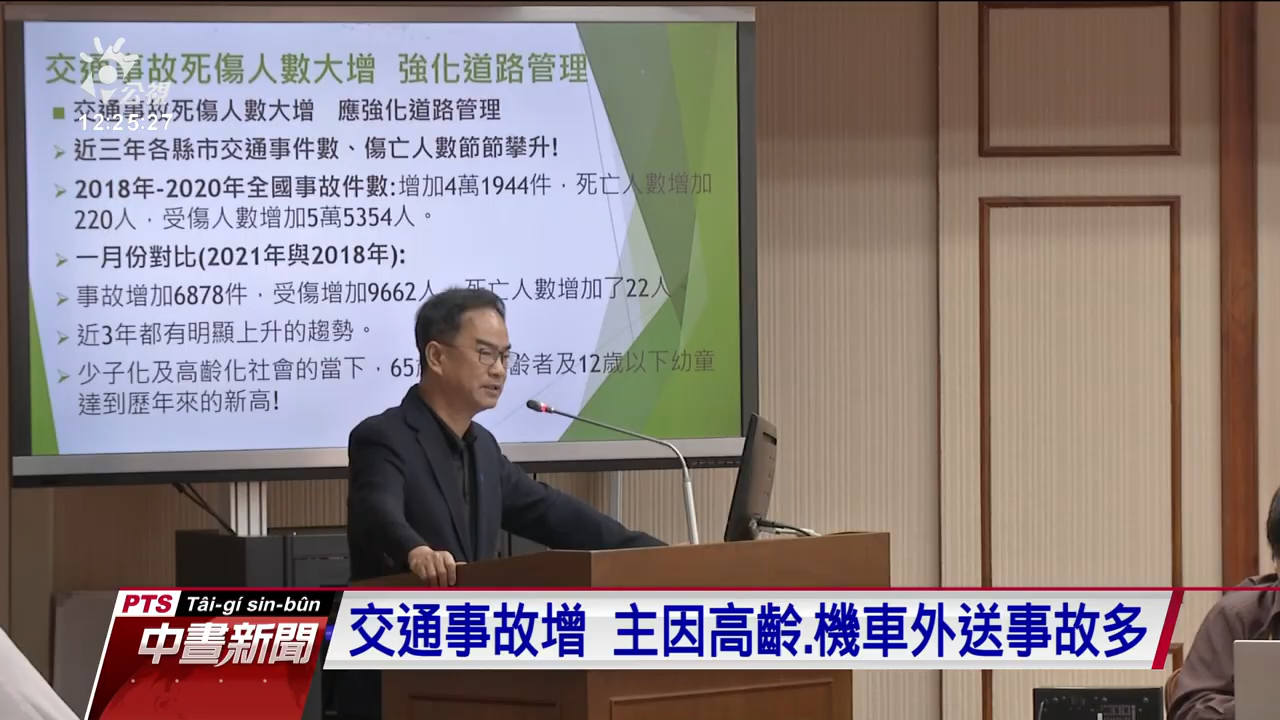 交通事故死傷人數大增 強化道路管理
公視
12:25:27
■ 交通事故死傷人數大增 應強化道路管理
近三年各縣市交通事件數、傷亡人數節節攀升!
2018年-2020年全國事故件數:增加4萬1944件，死亡人數增加
220人，受傷人數增加5萬5354人。
一月份對比(2021年與2018年):
事故增加6878件，受傷增加9662人，死亡人數增加了22人。
近3年都有明顯上升的趨勢。
少子化及高齡化社會的當下，65 齡者及12歲以下幼童
達到歷年來的新高!
PTS Tâi-gí sin-bûn
中晝新聞
交通事故增 主因高齡.機車外送事故多